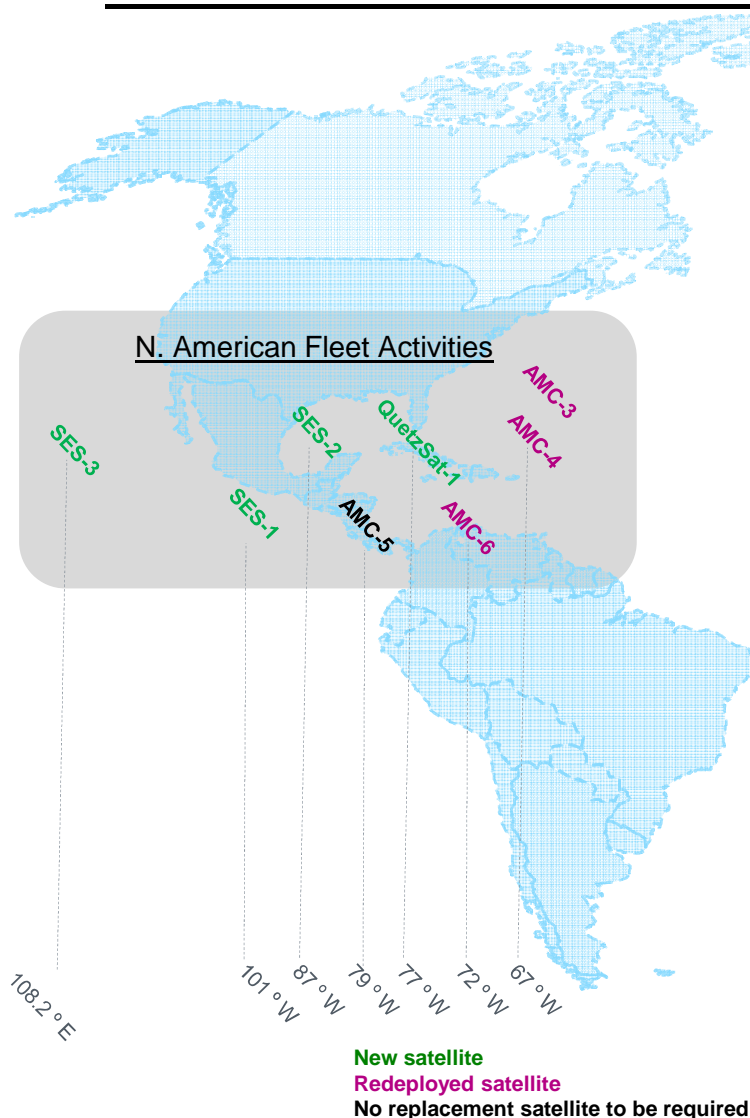 N. American Fleet Activities
AMC-3
AMC-4
SES-2
QuetzSat-1
SES-3
SES-1
AMC-5
AMC-6
108.2 º E
101 º W
87 º W
79 º W
77 º W
72 º W
67 º W
New satellite
Redeployed satellite
No replacement satellite to be required